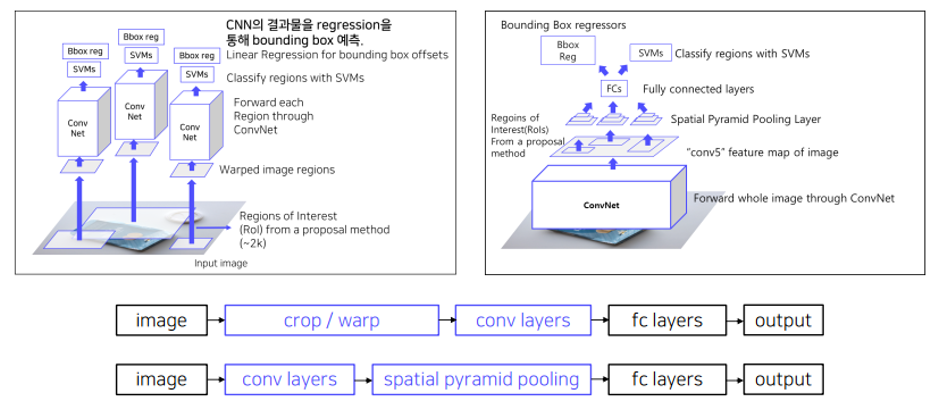 CNN의 결과물을 regression을
통해 bounding box 예측.
Bbox reg
Bbox reg
Bbox reg
Linear Regression for bounding box offsets
SVMs
SVMs
SVMs
Classify regions with SVMs
Conv
Net
Conv
Net
Conv
Net
Forward each
Region through
ConvNet
Warped image regions
Regions of Interest
(RoI) from a proposal method
(~2k)
Input image
Bounding Box regressors
Bbox
Reg
SVMs
Classify regions with SVMs
FCs
Fully connected layers
Regoins of
Interest(RoIs)
From a proposal
method
Spatial Pyramid Pooling Layer
"conv5" feature map of image
ConvNet
Forward whole image through ConvNet
image
crop / warp
conv layers
fc layers
output
image
conv layers
spatial pyramid pooling
fc layers
output